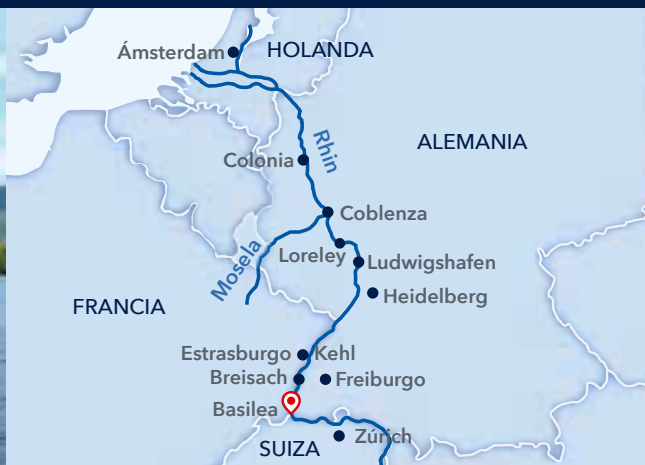 Ámsterdam
HOLANDA
ALEMANIA
Rhin
Colonia
Coblenza
Loreley
Mosela
Ludwigshafen
Heidelberg
FRANCIA
Estrasburgo
Kehl
Breisach
Freiburgo
Basilea
Zúrich
SUIZA